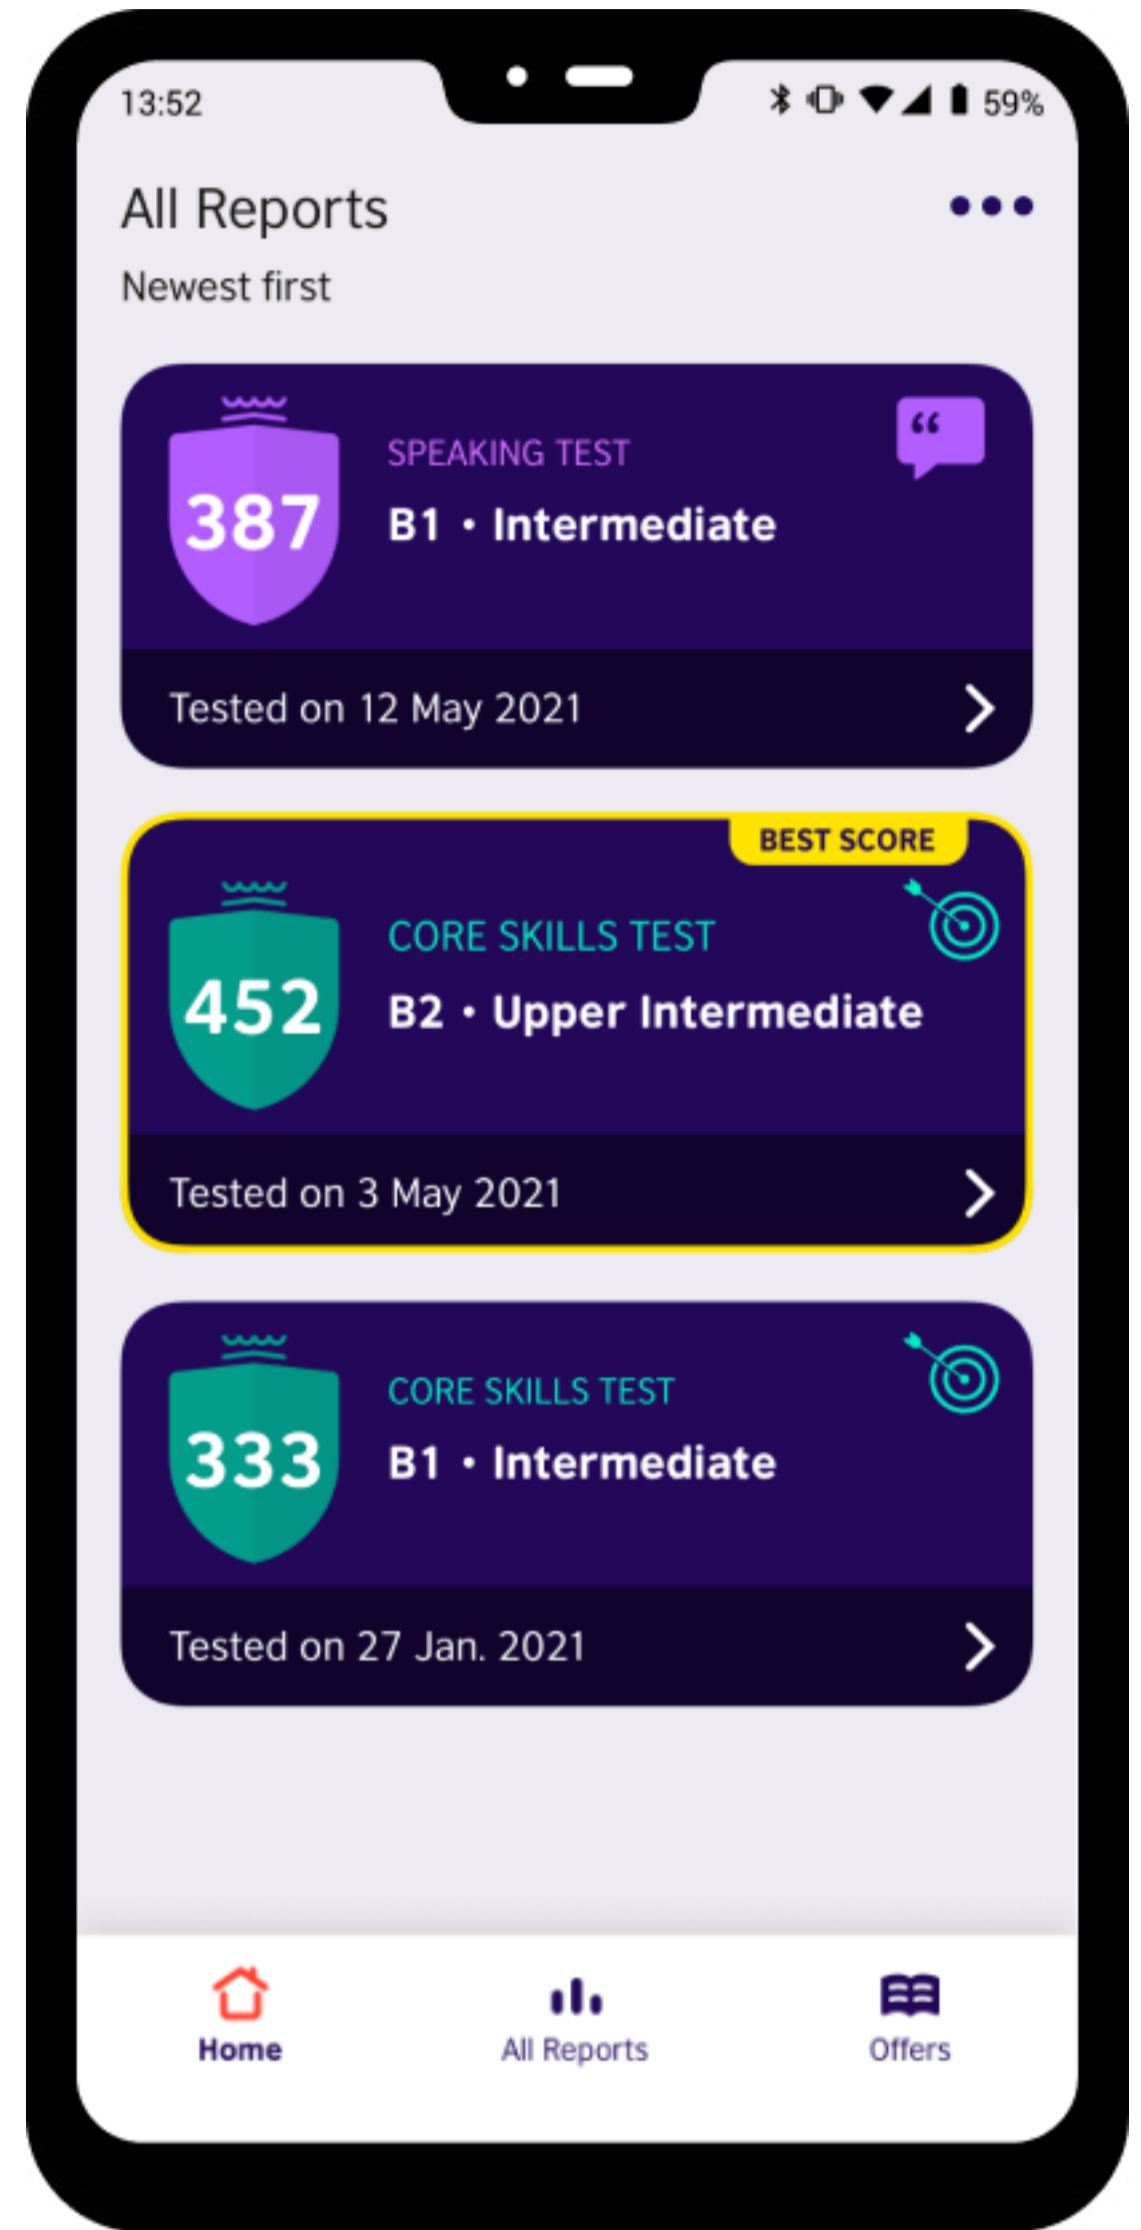 13:52
59%
All Reports
Newest first
387
SPEAKING TEST
B1 • Intermediate
Tested on 12 May 2021
BEST SCORE
452
CORE SKILLS TEST
B2 • Upper Intermediate
Tested on 3 May 2021
333
CORE SKILLS TEST
B1 • Intermediate
Tested on 27 Jan. 2021
Home
All Reports
Offers